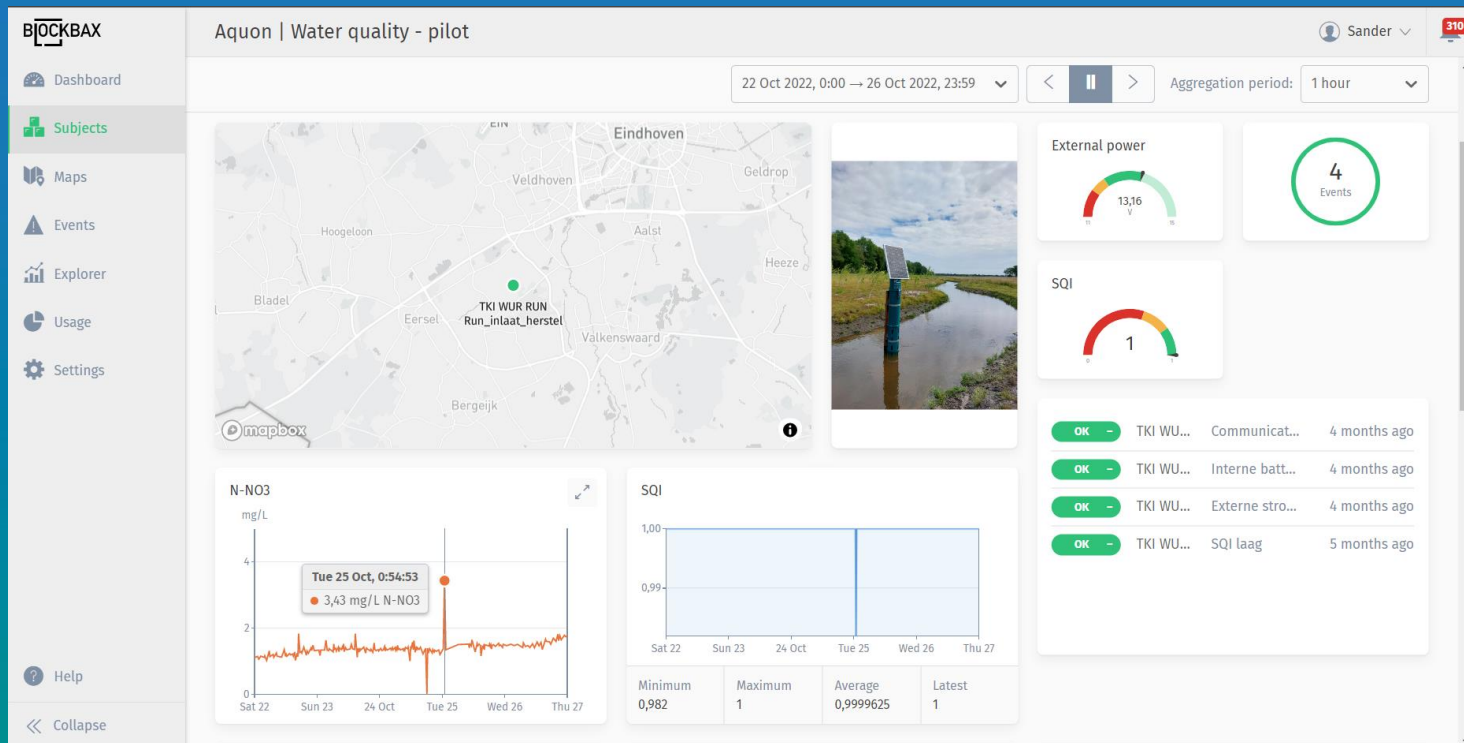 BLOCKBAX
Aquon | Water quality - pilot
Sander
310
Dashboard
Subjects
Maps
Events
Explorer
Usage
Settings
Help
Collapse
22 Oct 2022, 0:00 → 26 Oct 2022, 23:59
Aggregation period:
1 hour
EIN
Eindhoven
Veldhoven
Geldrop
Hoogeloon
Aalst
Heeze
Bladel
Eersel
TKI WUR RUN
Run_inlaat_herstel
Valkenswaard
Bergeijk
mapbox
External power
13,16
V
11
15
4
Events
SQI
1
0
1
OK – TKI WU... Communicat... 4 months ago
OK – TKI WU... Interne batt... 4 months ago
OK – TKI WU... Externe stro... 4 months ago
OK – TKI WU... SQI laag 5 months ago
N-NO3
mg/L
4
2
0
Tue 25 Oct, 0:54:53
3,43 mg/L N-NO3
Sat 22 Sun 23 24 Oct Tue 25 Wed 26 Thu 27
SQI
1,00
0,99
Sat 22 Sun 23 24 Oct Tue 25 Wed 26 Thu 27
Minimum Maximum Average Latest
0,982 1 0,9999625 1